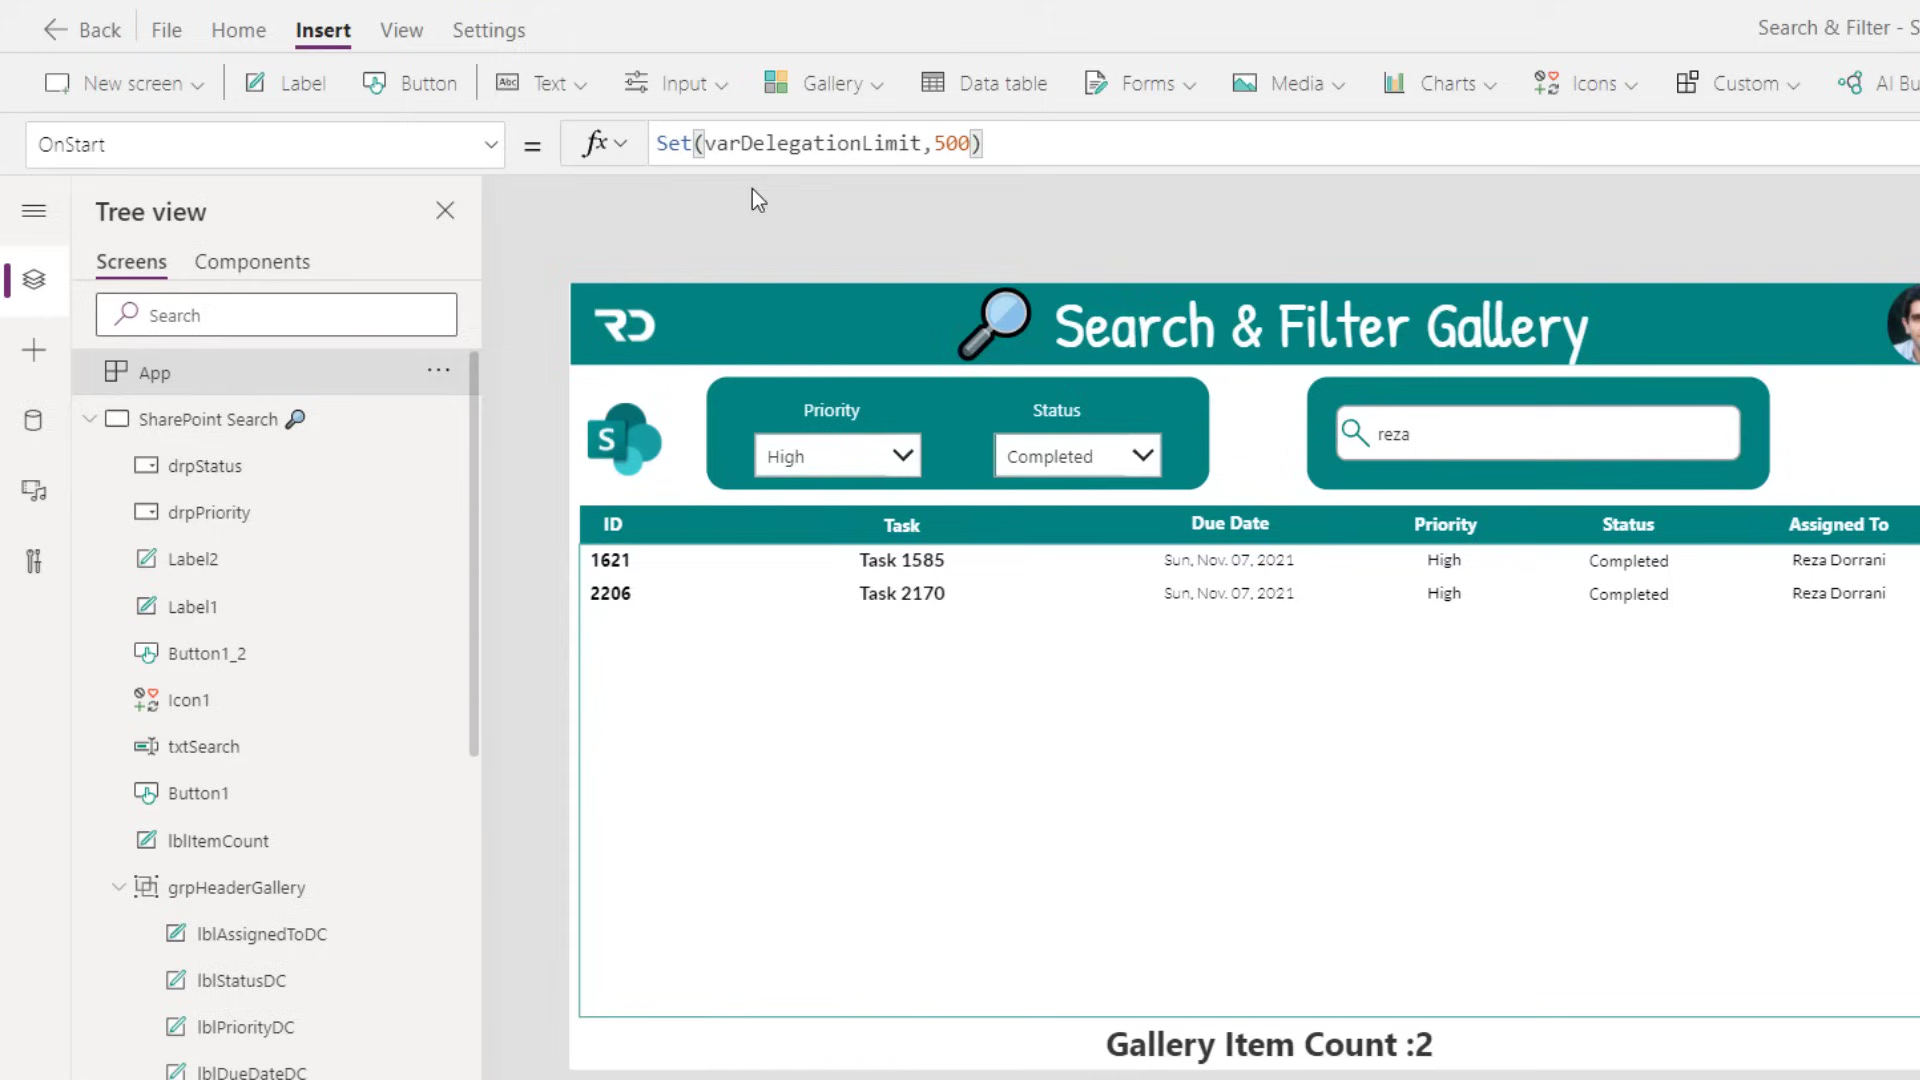 Back File Home Insert View Settings Search & Filter - S
New screen Label Button Abc Text Input Gallery Data table Forms Media Charts Icons Custom AI Bu
OnStart = fx Set(varDelegationLimit,500)
Tree view
Screens Components
Search
App ...
SharePoint Search
drpStatus
drpPriority
Label2
Label1
Button1_2
Icon1
txtSearch
Button1
lblItemCount
grpHeaderGallery
lblAssignedToDC
lblStatusDC
lblPriorityDC
lblDueDateDC
RD Search & Filter Gallery
S
Priority Status
High Completed
reza
ID Task Due Date Priority Status Assigned To
1621 Task 1585 Sun, Nov. 07, 2021 High Completed Reza Dorrani
2206 Task 2170 Sun, Nov. 07, 2021 High Completed Reza Dorrani
Gallery Item Count :2